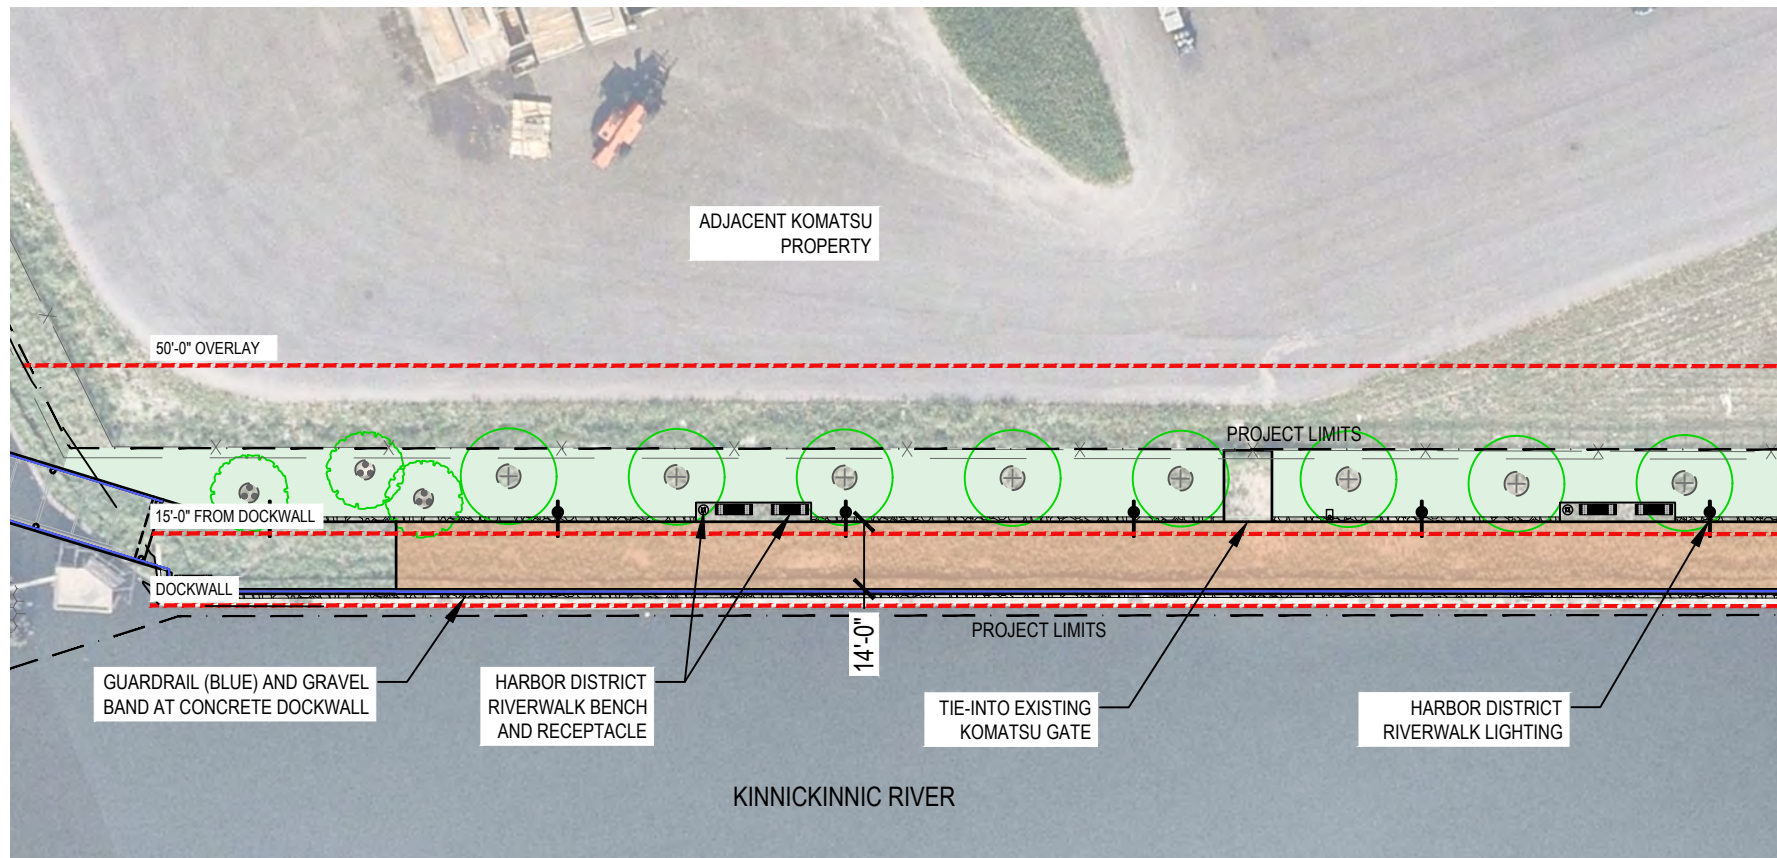 ADJACENT KOMATSU
PROPERTY
50'-0" OVERLAY
PROJECT LIMITS
15'-0" FROM DOCKWALL
DOCKWALL
14'-0"
PROJECT LIMITS
GUARDRAIL (BLUE) AND GRAVEL
BAND AT CONCRETE DOCKWALL
HARBOR DISTRICT
RIVERWALK BENCH
AND RECEPTACLE
TIE-INTO EXISTING
KOMATSU GATE
HARBOR DISTRICT
RIVERWALK LIGHTING
KINNICKINNIC RIVER